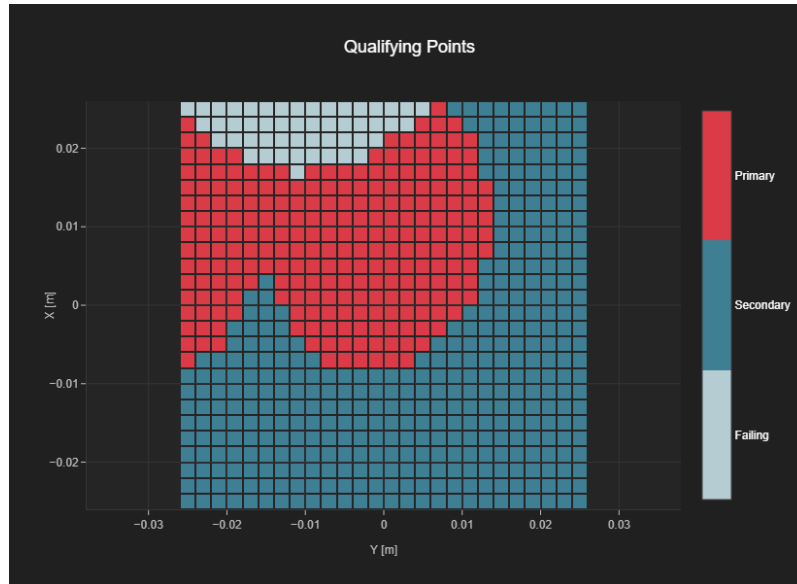 Qualifying Points
Primary
Secondary
Failing
0.02
0.01
0
−0.01
−0.02
X [m]
−0.03
−0.02
−0.01
0
0.01
0.02
0.03
Y [m]